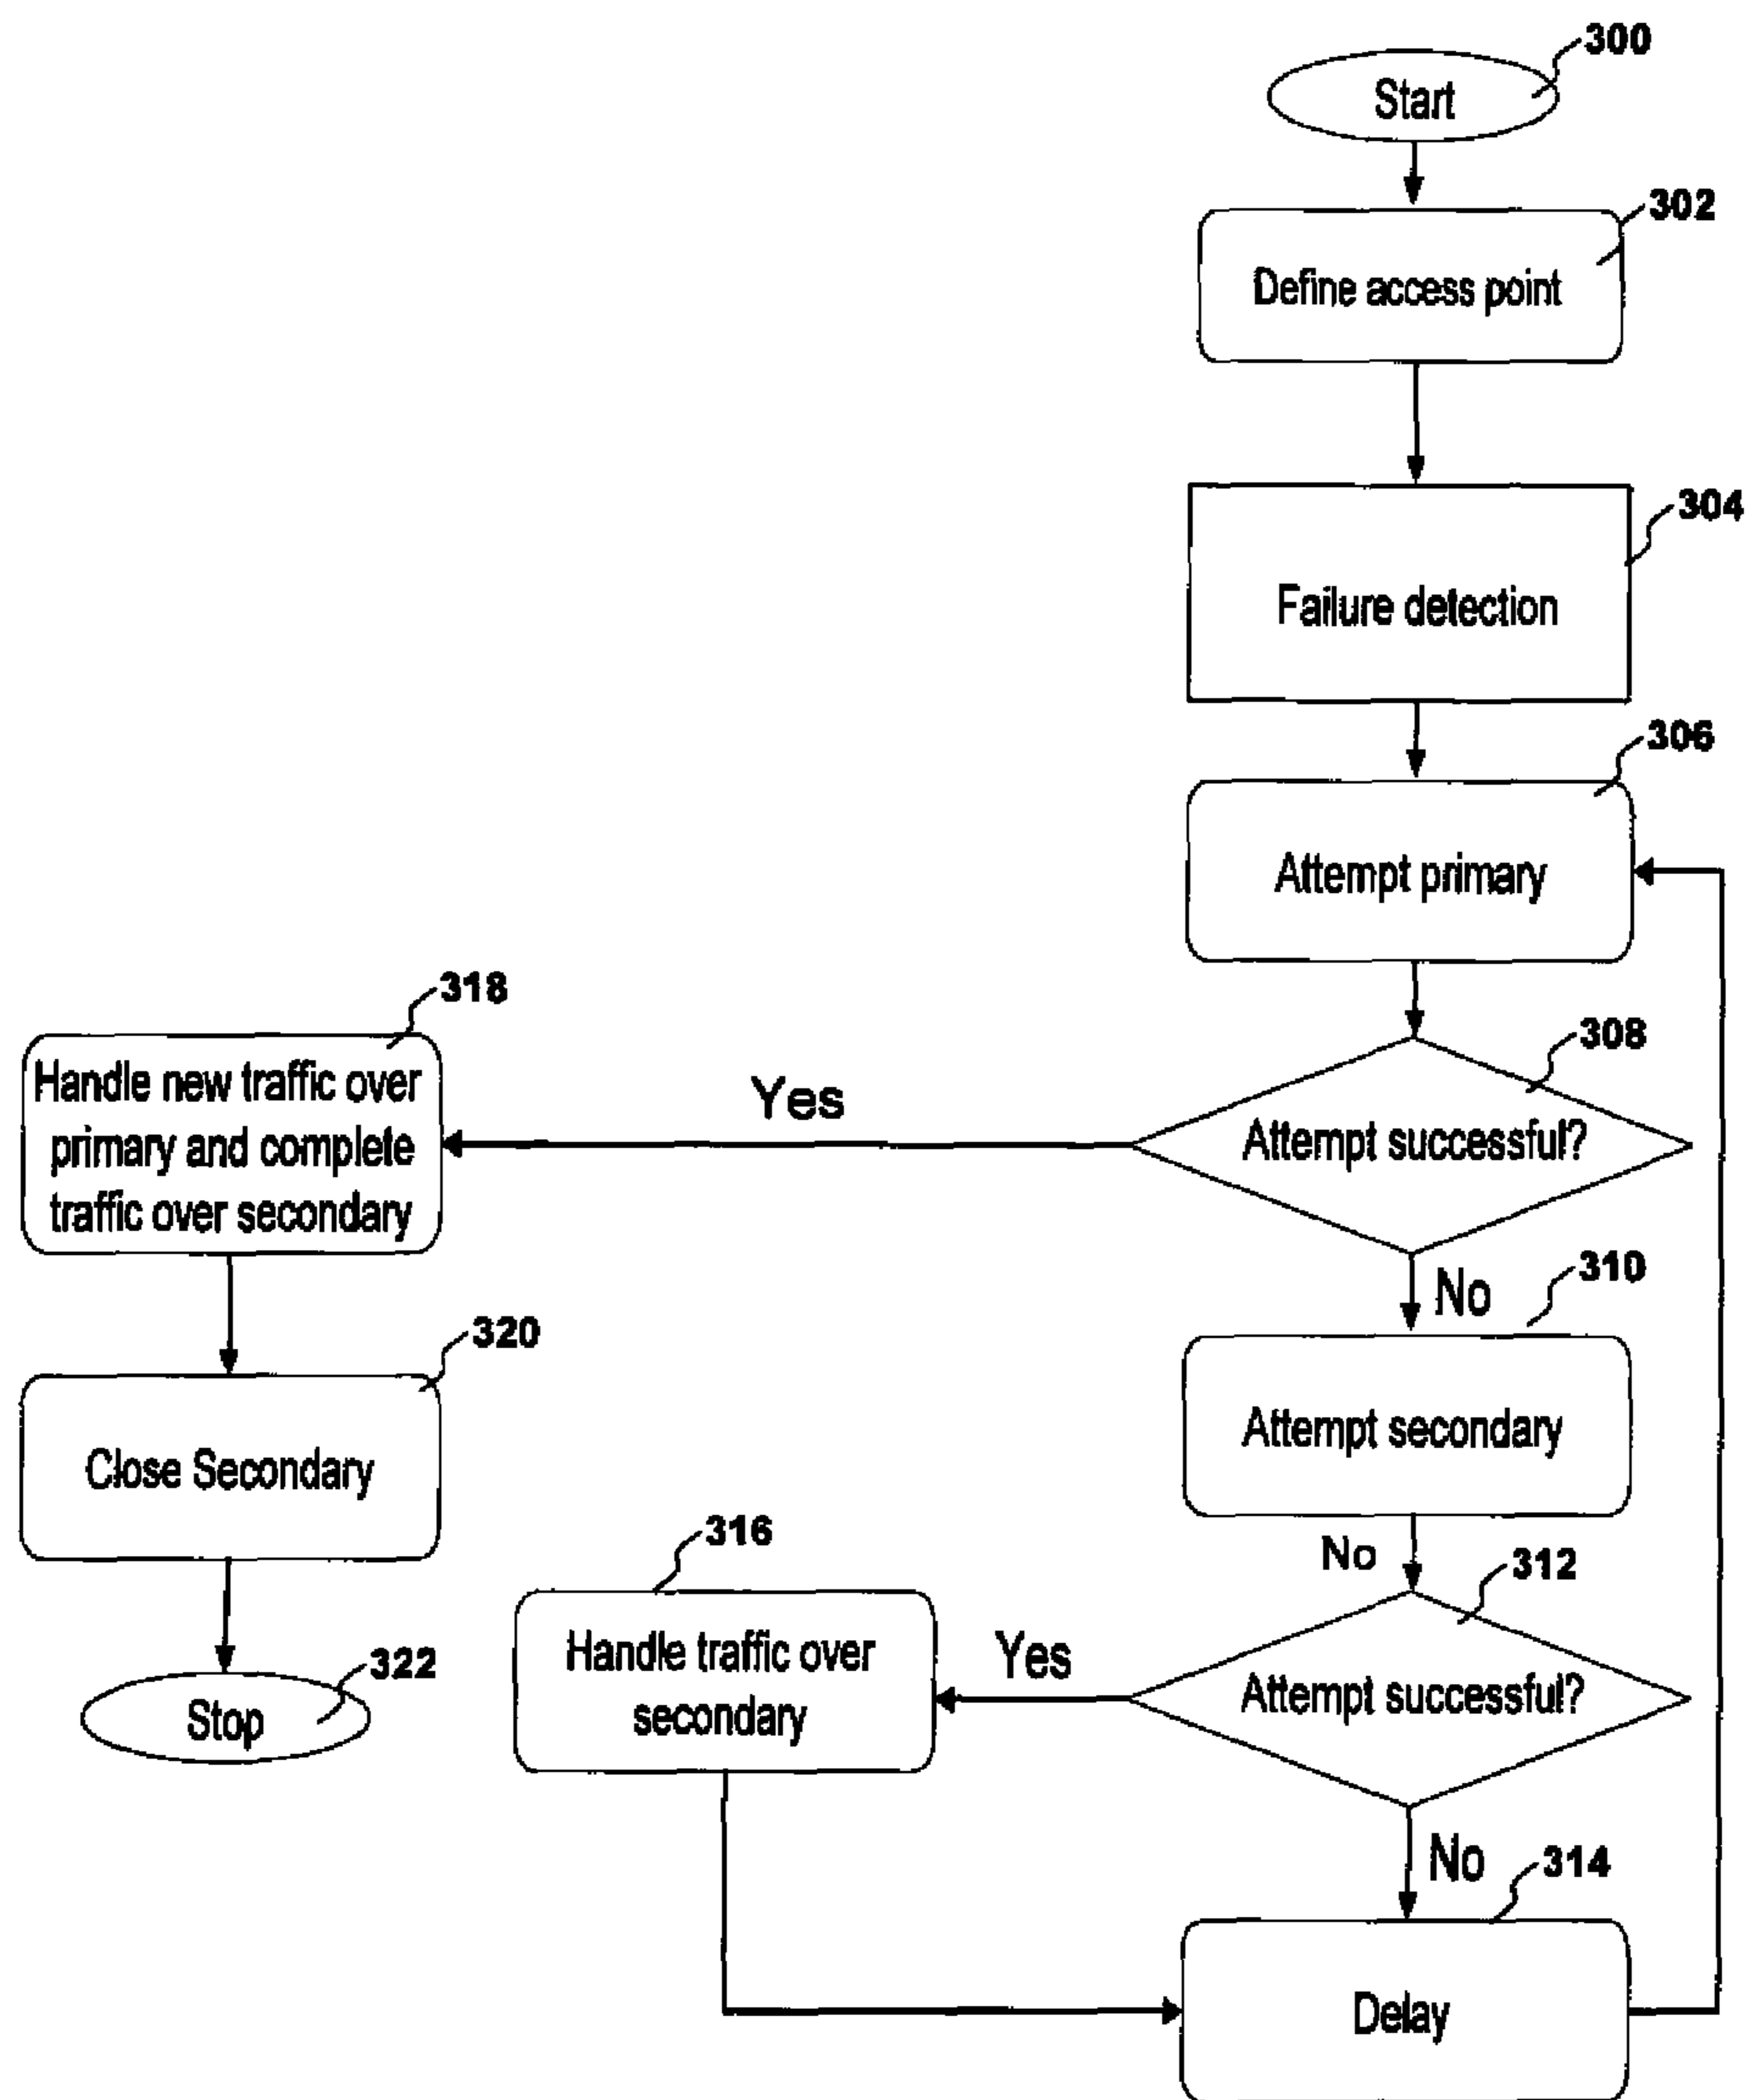 300
Start
302
Define access point
304
Failure detection
306
Attempt primary
318
308
Handle new traffic over
primary and complete
traffic over secondary
Yes
Attempt successful?
No
310
320
Attempt secondary
Close Secondary
316
No
312
Handle traffic over
secondary
Yes
Attempt successful?
322
Stop
No
314
Delay